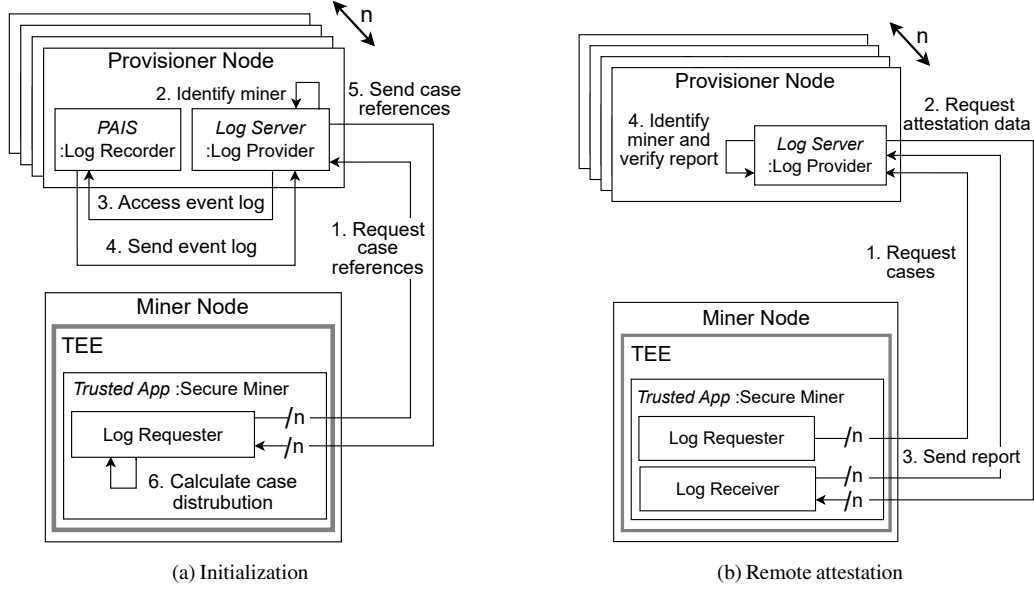 n
Provisioner Node
2. Identify miner
PAIS
:Log Recorder
Log Server
:Log Provider
5. Send case
references
3. Access event log
4. Send event log
1. Request
case
references
Miner Node
TEE
Trusted App :Secure Miner
Log Requester
/n
/n
6. Calculate case
distrubution
(a) Initialization
n
Provisioner Node
4. Identify
miner and
verify report
Log Server
:Log Provider
2. Request
attestation data
1. Request
cases
Miner Node
TEE
Trusted App :Secure Miner
Log Requester
/n
3. Send report
Log Receiver
/n
/n
(b) Remote attestation